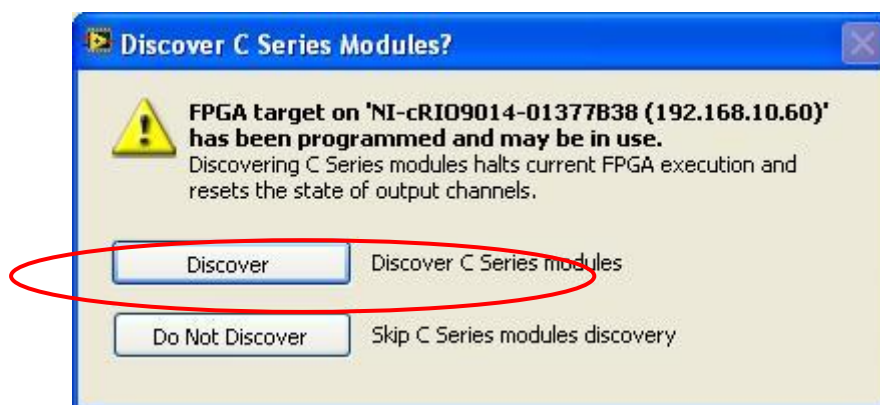 Discover C Series Modules?
FPGA target on 'NI-cRIO9014-01377B38 (192.168.10.60)'
has been programmed and may be in use.
Discovering C Series modules halts current FPGA execution and
resets the state of output channels.
Discover Discover C Series modules
Do Not Discover Skip C Series modules discovery